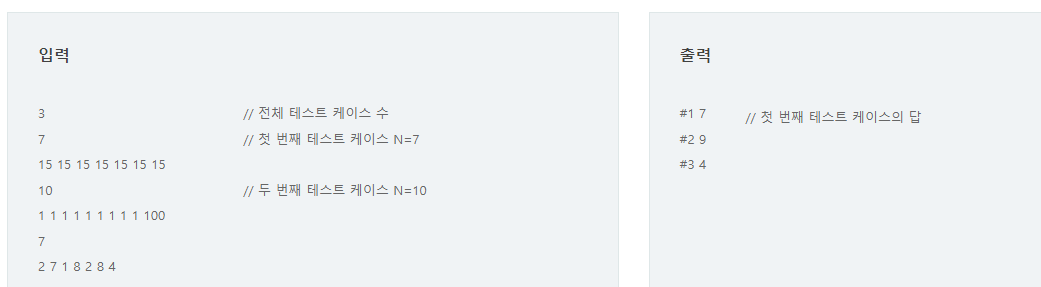 입력
3 // 전체 테스트 케이스 수
7 // 첫 번째 테스트 케이스 N=7
15 15 15 15 15 15 15
10 // 두 번째 테스트 케이스 N=10
1 1 1 1 1 1 1 1 1 100
7
2 7 1 8 2 8 4
출력
#1 7 // 첫 번째 테스트 케이스의 답
#2 9
#3 4